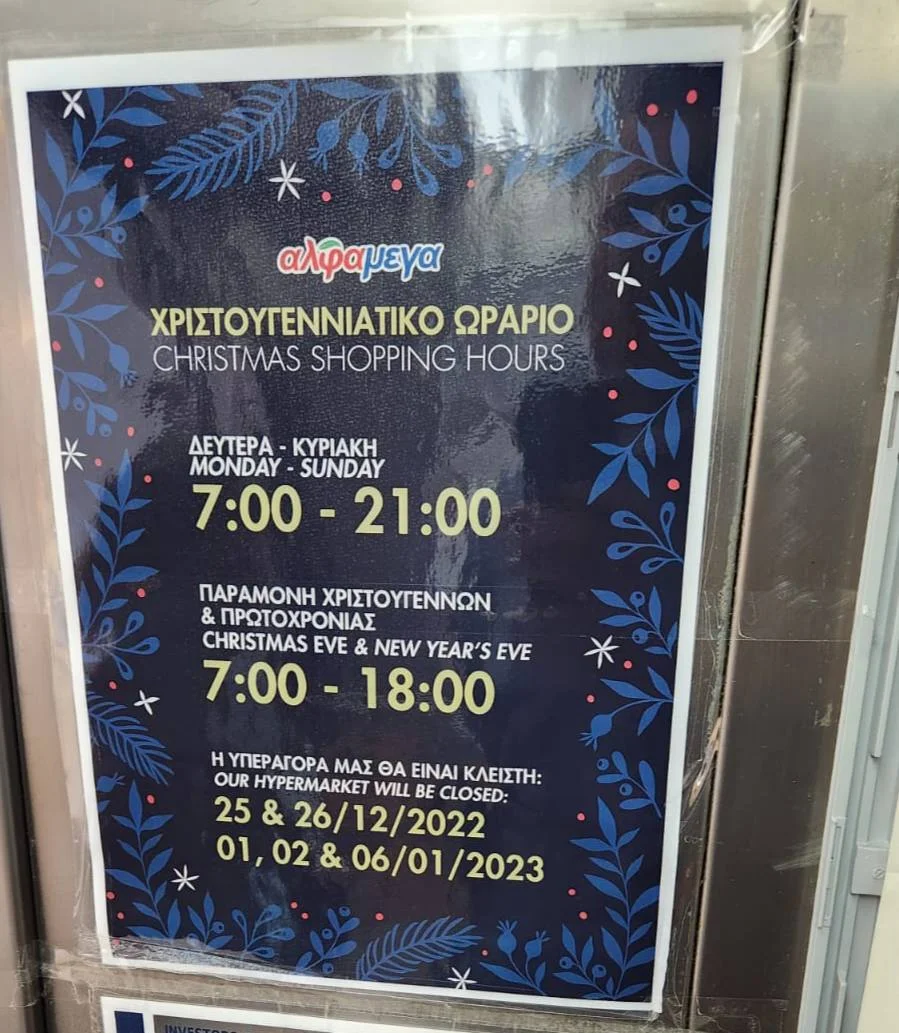 αλφαμεγα
ΧΡΙΣΤΟΥΓΕΝΝΙΑΤΙΚΟ ΩΡΑΡΙΟ
CHRISTMAS SHOPPING HOURS
ΔΕΥΤΕΡΑ - ΚΥΡΙΑΚΗ
MONDAY - SUNDAY
7:00 - 21:00
ΠΑΡΑΜΟΝΗ ΧΡΙΣΤΟΥΓΕΝΝΩΝ
& ΠΡΩΤΟΧΡΟΝΙΑΣ
CHRISTMAS EVE & NEW YEAR'S EVE
7:00 - 18:00
Η ΥΠΕΡΑΓΟΡΑ ΜΑΣ ΘΑ ΕΙΝΑΙ ΚΛΕΙΣΤΗ:
OUR HYPERMARKET WILL BE CLOSED:
25 & 26/12/2022
01, 02 & 06/01/2023